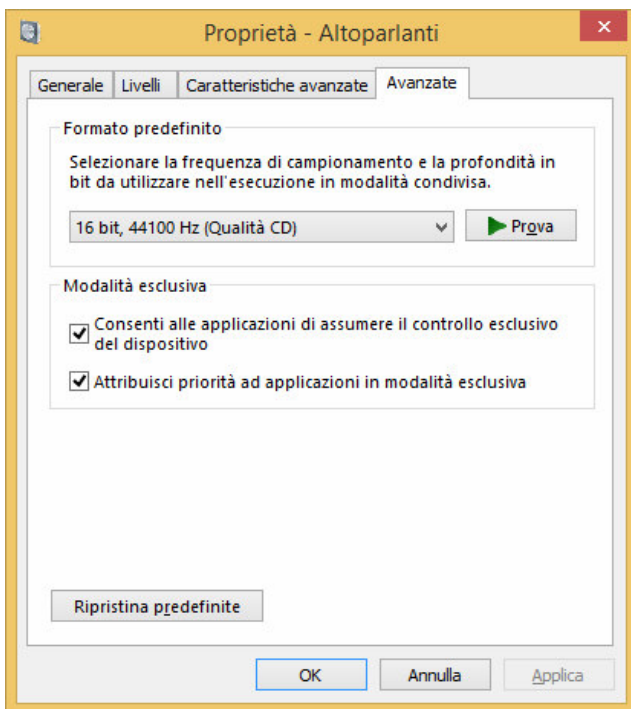 Proprietà - Altoparlanti
Generale
Livelli
Caratteristiche avanzate
Avanzate
Formato predefinito
Selezionare la frequenza di campionamento e la profondità in
bit da utilizzare nell'esecuzione in modalità condivisa.
16 bit, 44100 Hz (Qualità CD)
Prova
Modalità esclusiva
Consenti alle applicazioni di assumere il controllo esclusivo
del dispositivo
Attribuisci priorità ad applicazioni in modalità esclusiva
Ripristina predefinite
OK
Annulla
Applica